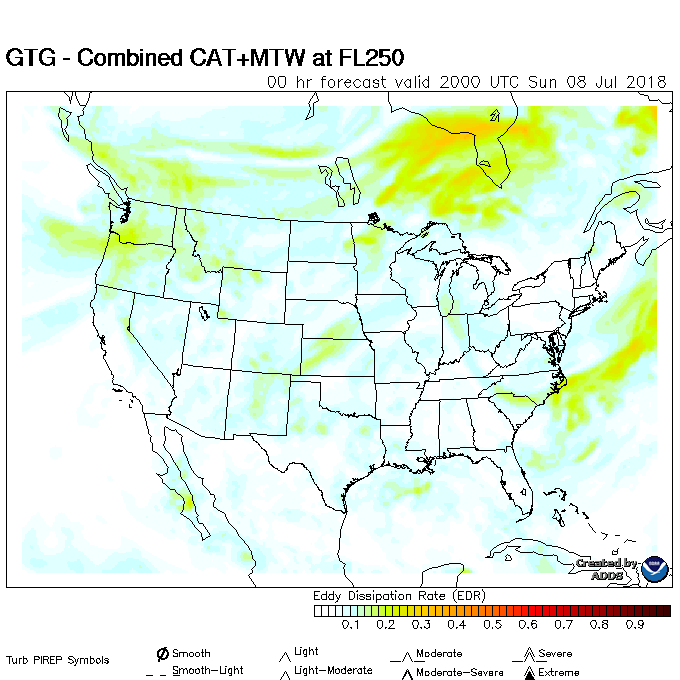 GTG - Combined CAT+MTW at FL250
00 hr forecast valid 2000 UTC Sun 08 Jul 2018
Created by
ADDS
Eddy Dissipation Rate (EDR)
0.1 0.2 0.3 0.4 0.5 0.6 0.7 0.8 0.9
Turb PIREP Symbols
Smooth
Light
Moderate
Severe
Smooth-Light
Light-Moderate
Moderate-Severe
Extreme